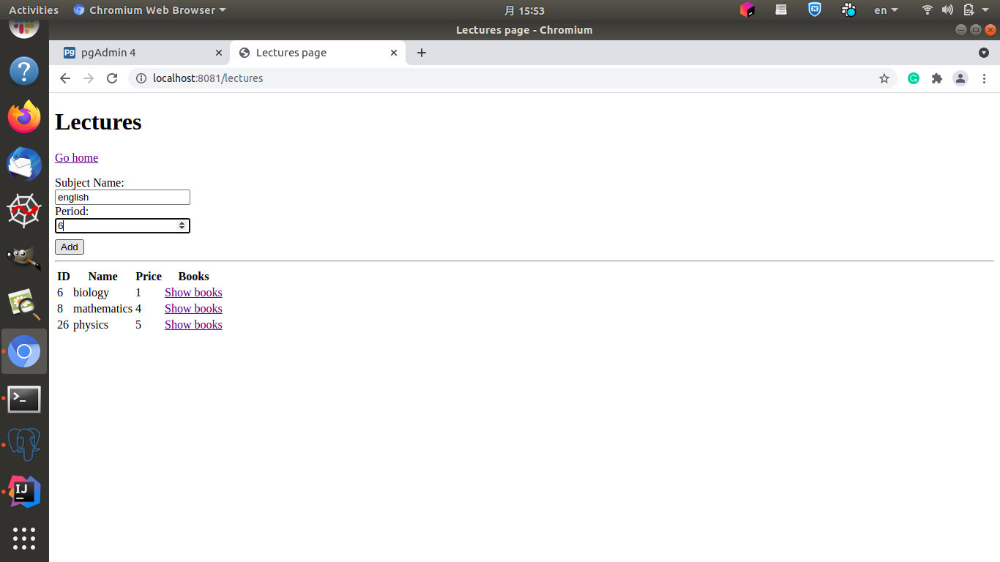 Activities Chromium Web Browser 月 15:53 en
Lectures page - Chromium
pg pgAdmin 4 Lectures page
localhost:8081/lectures
Lectures
Go home
Subject Name:
english
Period:
6
Add
ID Name Price Books
6 biology 1 Show books
8 mathematics 4 Show books
26 physics 5 Show books
IJ